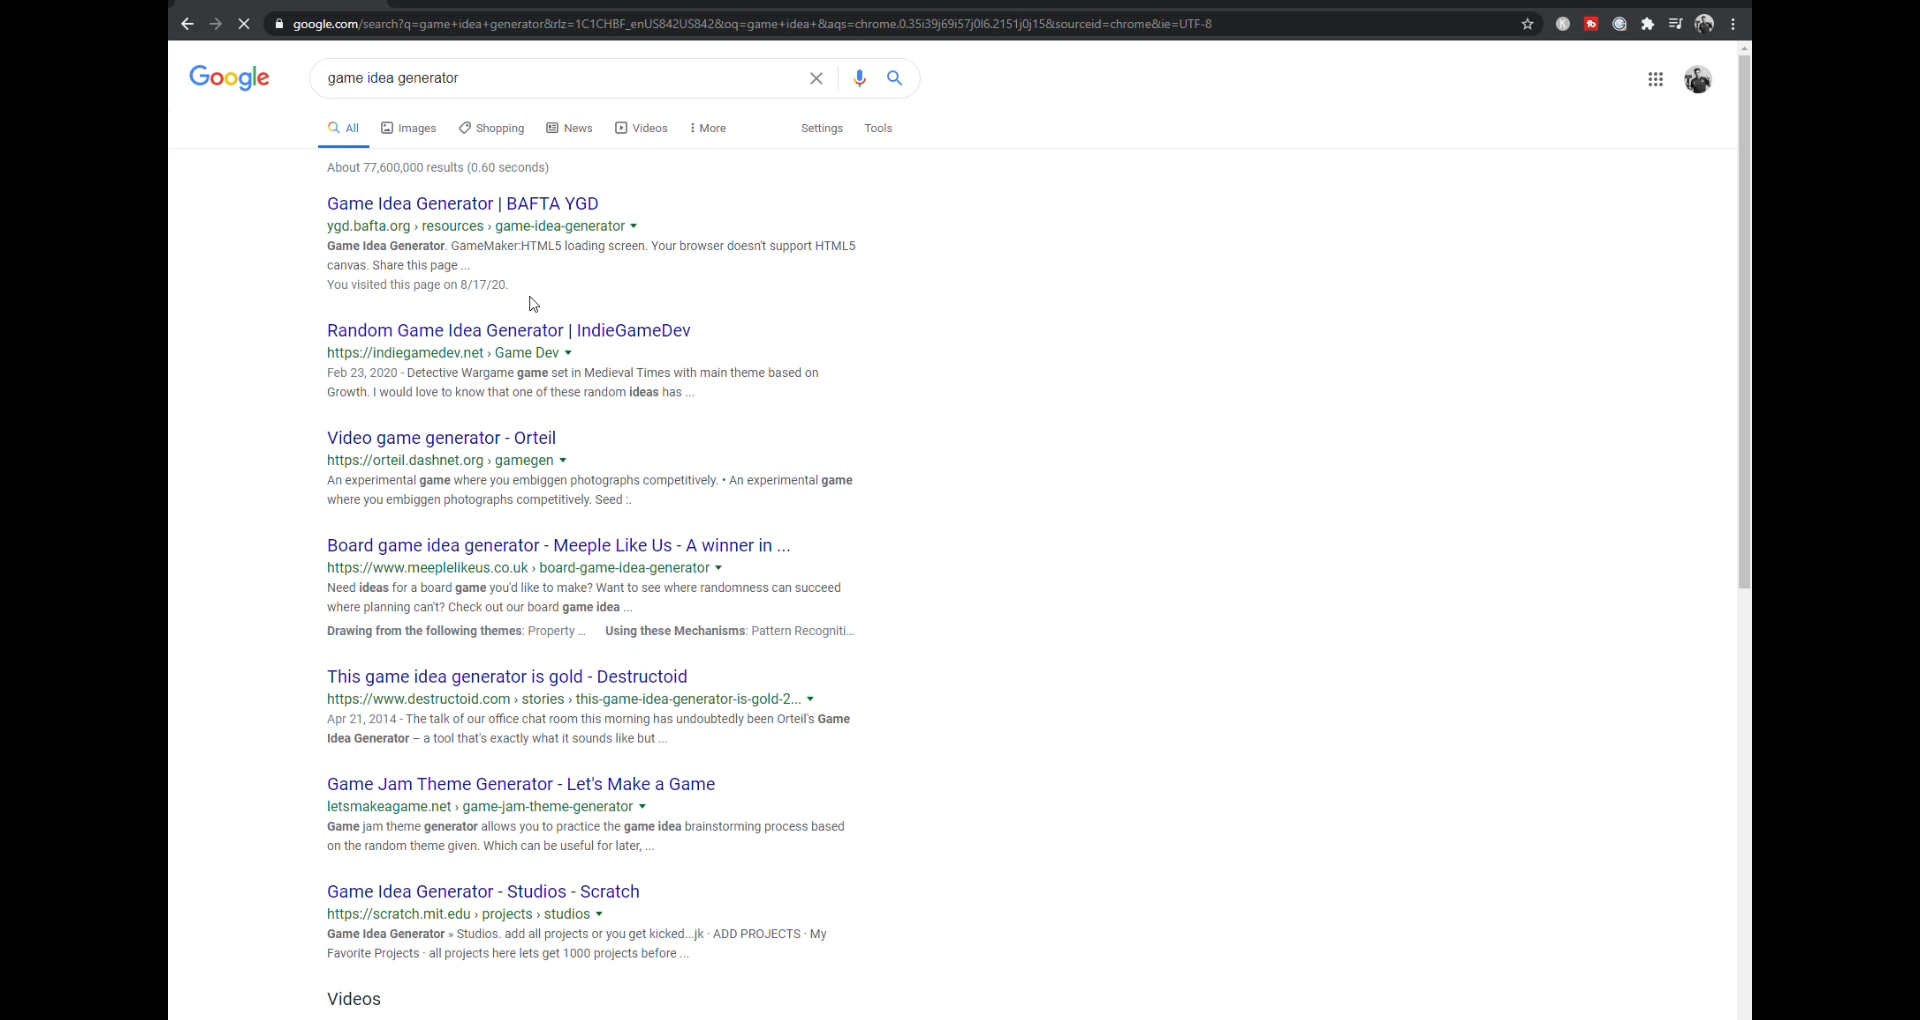 google.com/search?q=game+idea+generator&rlz=1C1CHBF_enUS842US842&oq=game+idea+&aqs=chrome.0.35i39j69i57j0l6.2151j0j15&sourceid=chrome&ie=UTF-8
Google
game idea generator
All Images Shopping News Videos More Settings Tools
About 77,600,000 results (0.60 seconds)
Game Idea Generator | BAFTA YGD
ygd.bafta.org › resources › game-idea-generator
Game Idea Generator. GameMaker:HTML5 loading screen. Your browser doesn't support HTML5
canvas. Share this page ...
You visited this page on 8/17/20.
Random Game Idea Generator | IndieGameDev
https://indiegamedev.net › Game Dev
Feb 23, 2020 - Detective Wargame game set in Medieval Times with main theme based on
Growth. I would love to know that one of these random ideas has ...
Video game generator - Orteil
https://orteil.dashnet.org › gamegen
An experimental game where you embiggen photographs competitively. • An experimental game
where you embiggen photographs competitively. Seed :.
Board game idea generator - Meeple Like Us - A winner in ...
https://www.meeplelikeus.co.uk › board-game-idea-generator
Need ideas for a board game you'd like to make? Want to see where randomness can succeed
where planning can't? Check out our board game idea ...
Drawing from the following themes: Property ... Using these Mechanisms: Pattern Recogniti...
This game idea generator is gold - Destructoid
https://www.destructoid.com › stories › this-game-idea-generator-is-gold-2...
Apr 21, 2014 - The talk of our office chat room this morning has undoubtedly been Orteil's Game
Idea Generator – a tool that's exactly what it sounds like but ...
Game Jam Theme Generator - Let's Make a Game
letsmakeagame.net › game-jam-theme-generator
Game jam theme generator allows you to practice the game idea brainstorming process based
on the random theme given. Which can be useful for later, ...
Game Idea Generator - Studios - Scratch
https://scratch.mit.edu › projects › studios
Game Idea Generator » Studios. add all projects or you get kicked...jk · ADD PROJECTS · My
Favorite Projects · all projects here lets get 1000 projects before ...
Videos